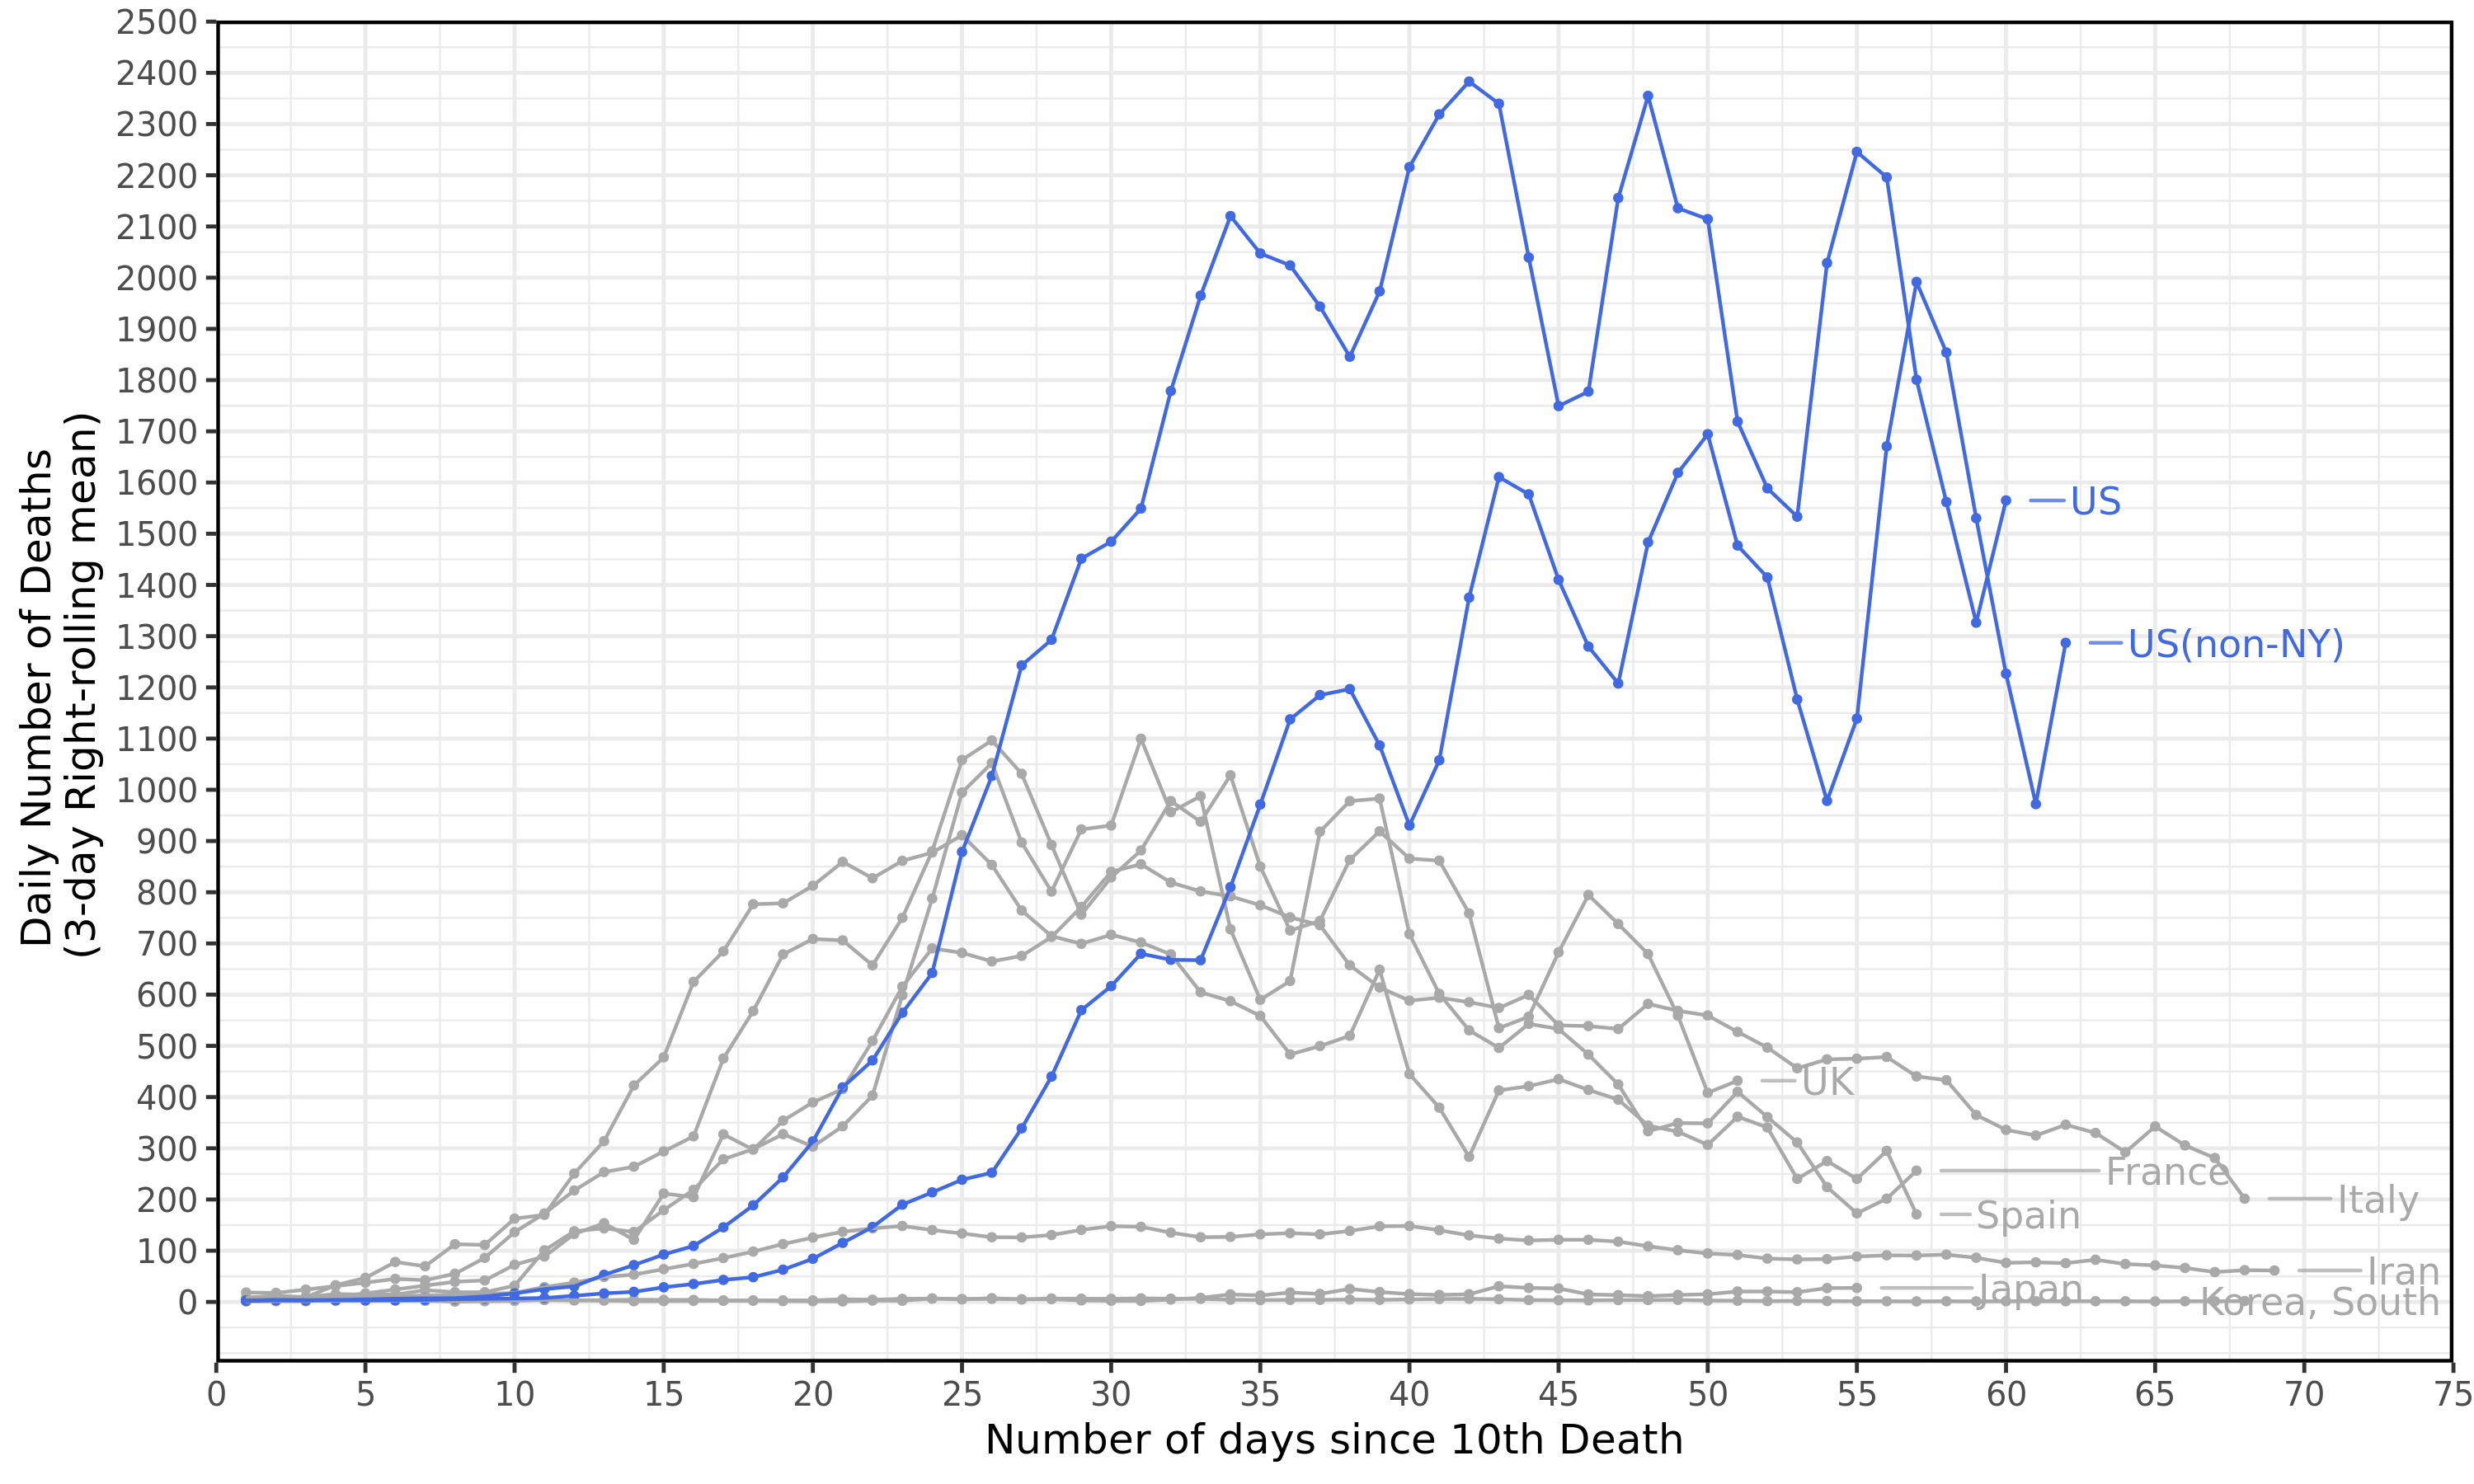 Daily Number of Deaths
(3-day Right-rolling mean)
2500
2400
2300
2200
2100
2000
1900
1800
1700
1600
1500
1400
1300
1200
1100
1000
900
800
700
600
500
400
300
200
100
0
US
US(non-NY)
UK
France
Italy
Spain
Iran
Japan
Korea, South
0 5 10 15 20 25 30 35 40 45 50 55 60 65 70 75
Number of days since 10th Death